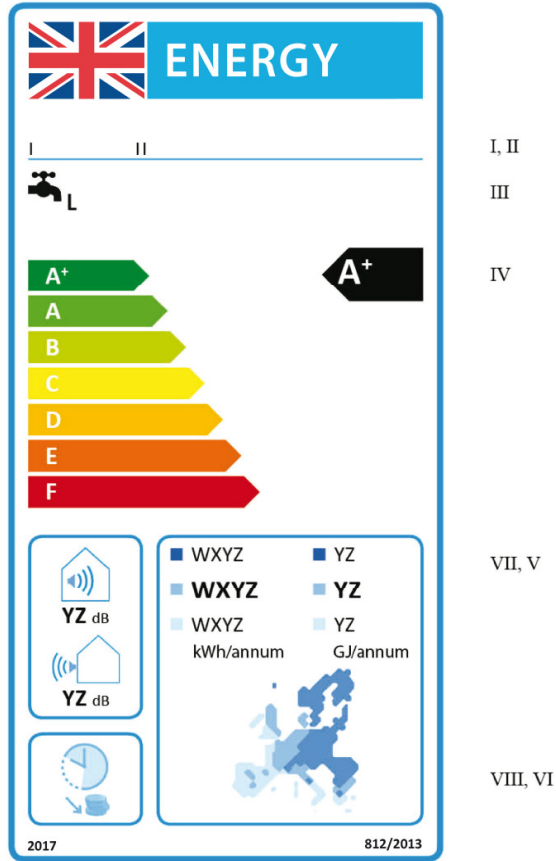 ENERGY
I II I, II
L III
A+ A+ IV
A
B
C
D
E
F
WXYZ YZ VII, V
WXYZ YZ
YZ dB WXYZ YZ
kWh/annum GJ/annum
YZ dB
VIII, VI
2017 812/2013